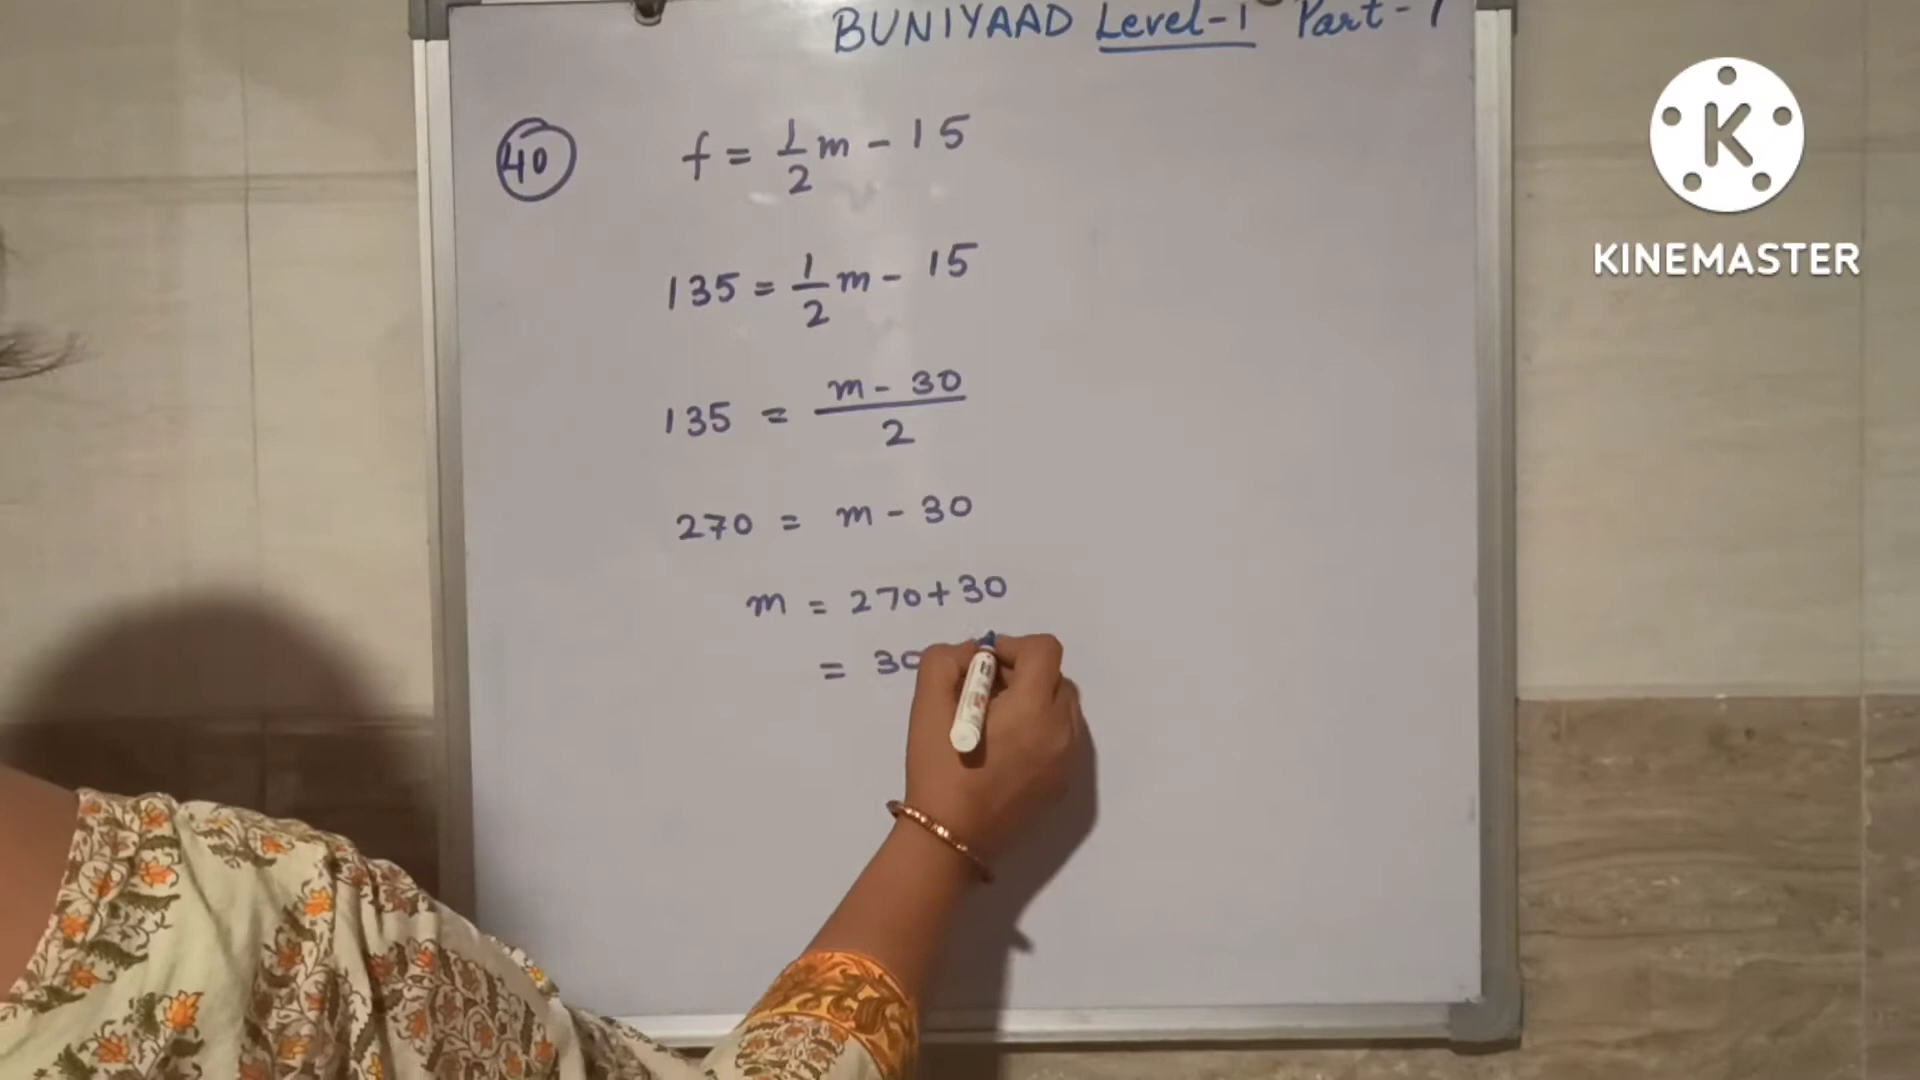 BUNIYAAD Level-1 Part-1
40
f = 1/2 m - 15
135 = 1/2 m - 15
135 = m - 30 / 2
270 = m - 30
m = 270 + 30
= 30
K
KINEMASTER